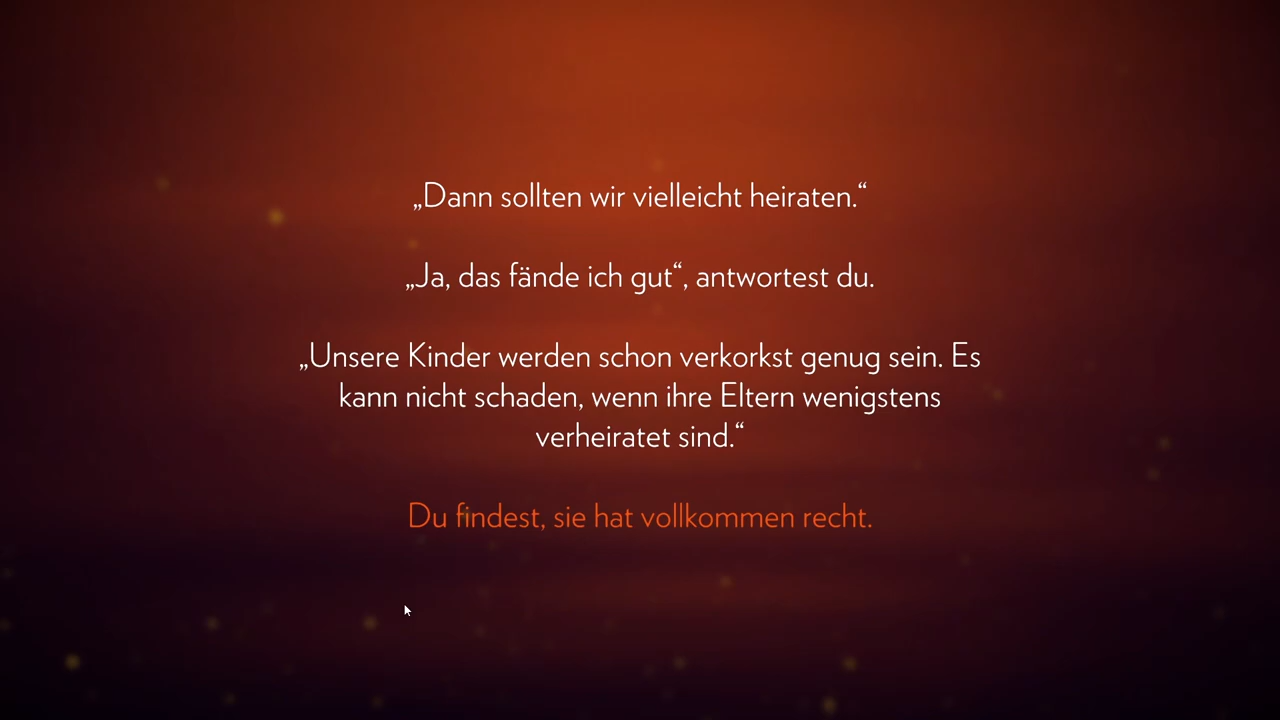 „Dann sollten wir vielleicht heiraten.“
„Ja, das fände ich gut“, antwortest du.
„Unsere Kinder werden schon verkorkst genug sein. Es
kann nicht schaden, wenn ihre Eltern wenigstens
verheiratet sind.“
Du findest, sie hat vollkommen recht.